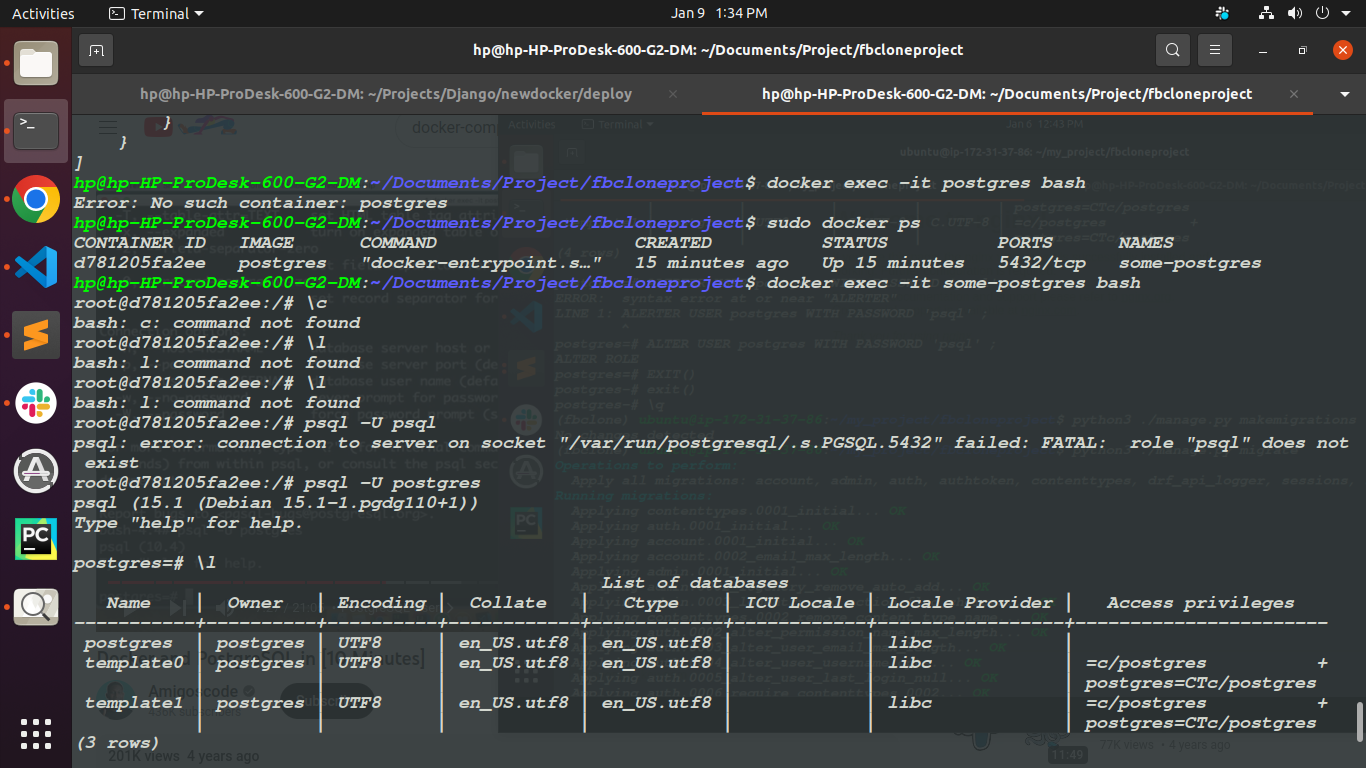 Activities Terminal Jan 9 1:34 PM
hp@hp-HP-ProDesk-600-G2-DM: ~/Documents/Project/fbcloneproject
hp@hp-HP-ProDesk-600-G2-DM: ~/Projects/Django/newdocker/deploy × hp@hp-HP-ProDesk-600-G2-DM: ~/Documents/Project/fbcloneproject ×
}
}
]
hp@hp-HP-ProDesk-600-G2-DM:~/Documents/Project/fbcloneproject$ docker exec -it postgres bash
Error: No such container: postgres
hp@hp-HP-ProDesk-600-G2-DM:~/Documents/Project/fbcloneproject$ sudo docker ps
CONTAINER ID IMAGE COMMAND CREATED STATUS PORTS NAMES
d781205fa2ee postgres "docker-entrypoint.s…" 15 minutes ago Up 15 minutes 5432/tcp some-postgres
hp@hp-HP-ProDesk-600-G2-DM:~/Documents/Project/fbcloneproject$ docker exec -it some-postgres bash
root@d781205fa2ee:/# \c
bash: c: command not found
root@d781205fa2ee:/# \l
bash: l: command not found
root@d781205fa2ee:/# \l
bash: l: command not found
root@d781205fa2ee:/# psql -U psql
psql: error: connection to server on socket "/var/run/postgresql/.s.PGSQL.5432" failed: FATAL: role "psql" does not
exist
root@d781205fa2ee:/# psql -U postgres
psql (15.1 (Debian 15.1-1.pgdg110+1))
Type "help" for help.
postgres=# \l
List of databases
Name | Owner | Encoding | Collate | Ctype | ICU Locale | Locale Provider | Access privileges
-----------+----------+----------+------------+------------+------------+-----------------+-----------------------
postgres | postgres | UTF8 | en_US.utf8 | en_US.utf8 | | libc |
template0 | postgres | UTF8 | en_US.utf8 | en_US.utf8 | | libc | =c/postgres +
| | | | | | | postgres=CTc/postgres
template1 | postgres | UTF8 | en_US.utf8 | en_US.utf8 | | libc | =c/postgres +
| | | | | | | postgres=CTc/postgres
(3 rows)